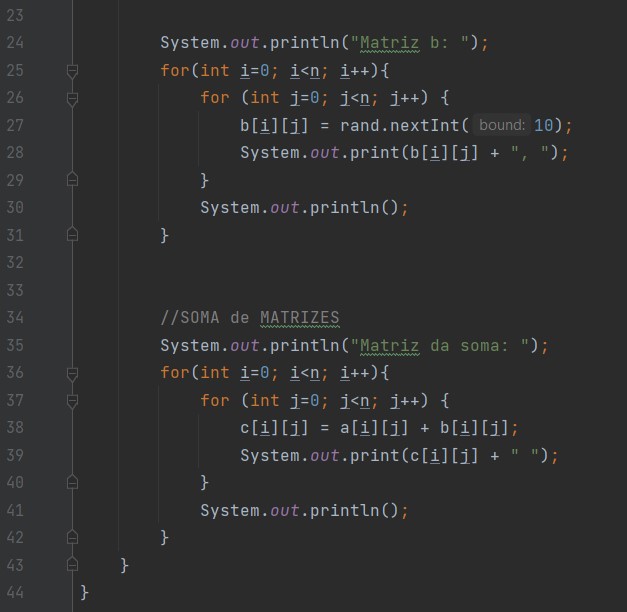 23
24 System.out.println("Matriz b: ");
25 for(int i=0; i<n; i++){
26 for (int j=0; j<n; j++) {
27 b[i][j] = rand.nextInt( bound: 10);
28 System.out.print(b[i][j] + ", ");
29 }
30 System.out.println();
31 }
32
33
34 //SOMA de MATRIZES
35 System.out.println("Matriz da soma: ");
36 for(int i=0; i<n; i++){
37 for (int j=0; j<n; j++) {
38 c[i][j] = a[i][j] + b[i][j];
39 System.out.print(c[i][j] + " ");
40 }
41 System.out.println();
42 }
43 }
44 }